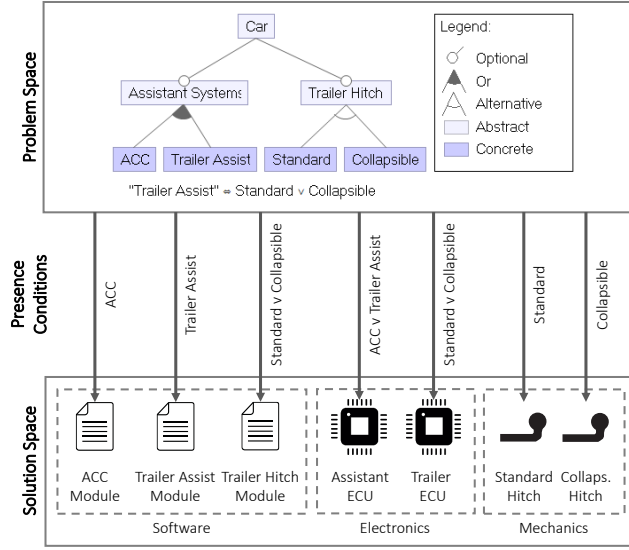 Problem Space
Car
Assistant Systems
Trailer Hitch
ACC
Trailer Assist
Standard
Collapsible
"Trailer Assist" ⇔ Standard ∨ Collapsible
Legend:
Optional
Or
Alternative
Abstract
Concrete
Presence
Conditions
ACC
Trailer Assist
Standard v Collapsible
ACC v Trailer Assist
Standard v Collapsible
Standard
Collapsible
Solution Space
ACC
Module
Trailer Assist
Module
Trailer Hitch
Module
Assistant
ECU
Trailer
ECU
Standard
Hitch
Collaps.
Hitch
Software
Electronics
Mechanics